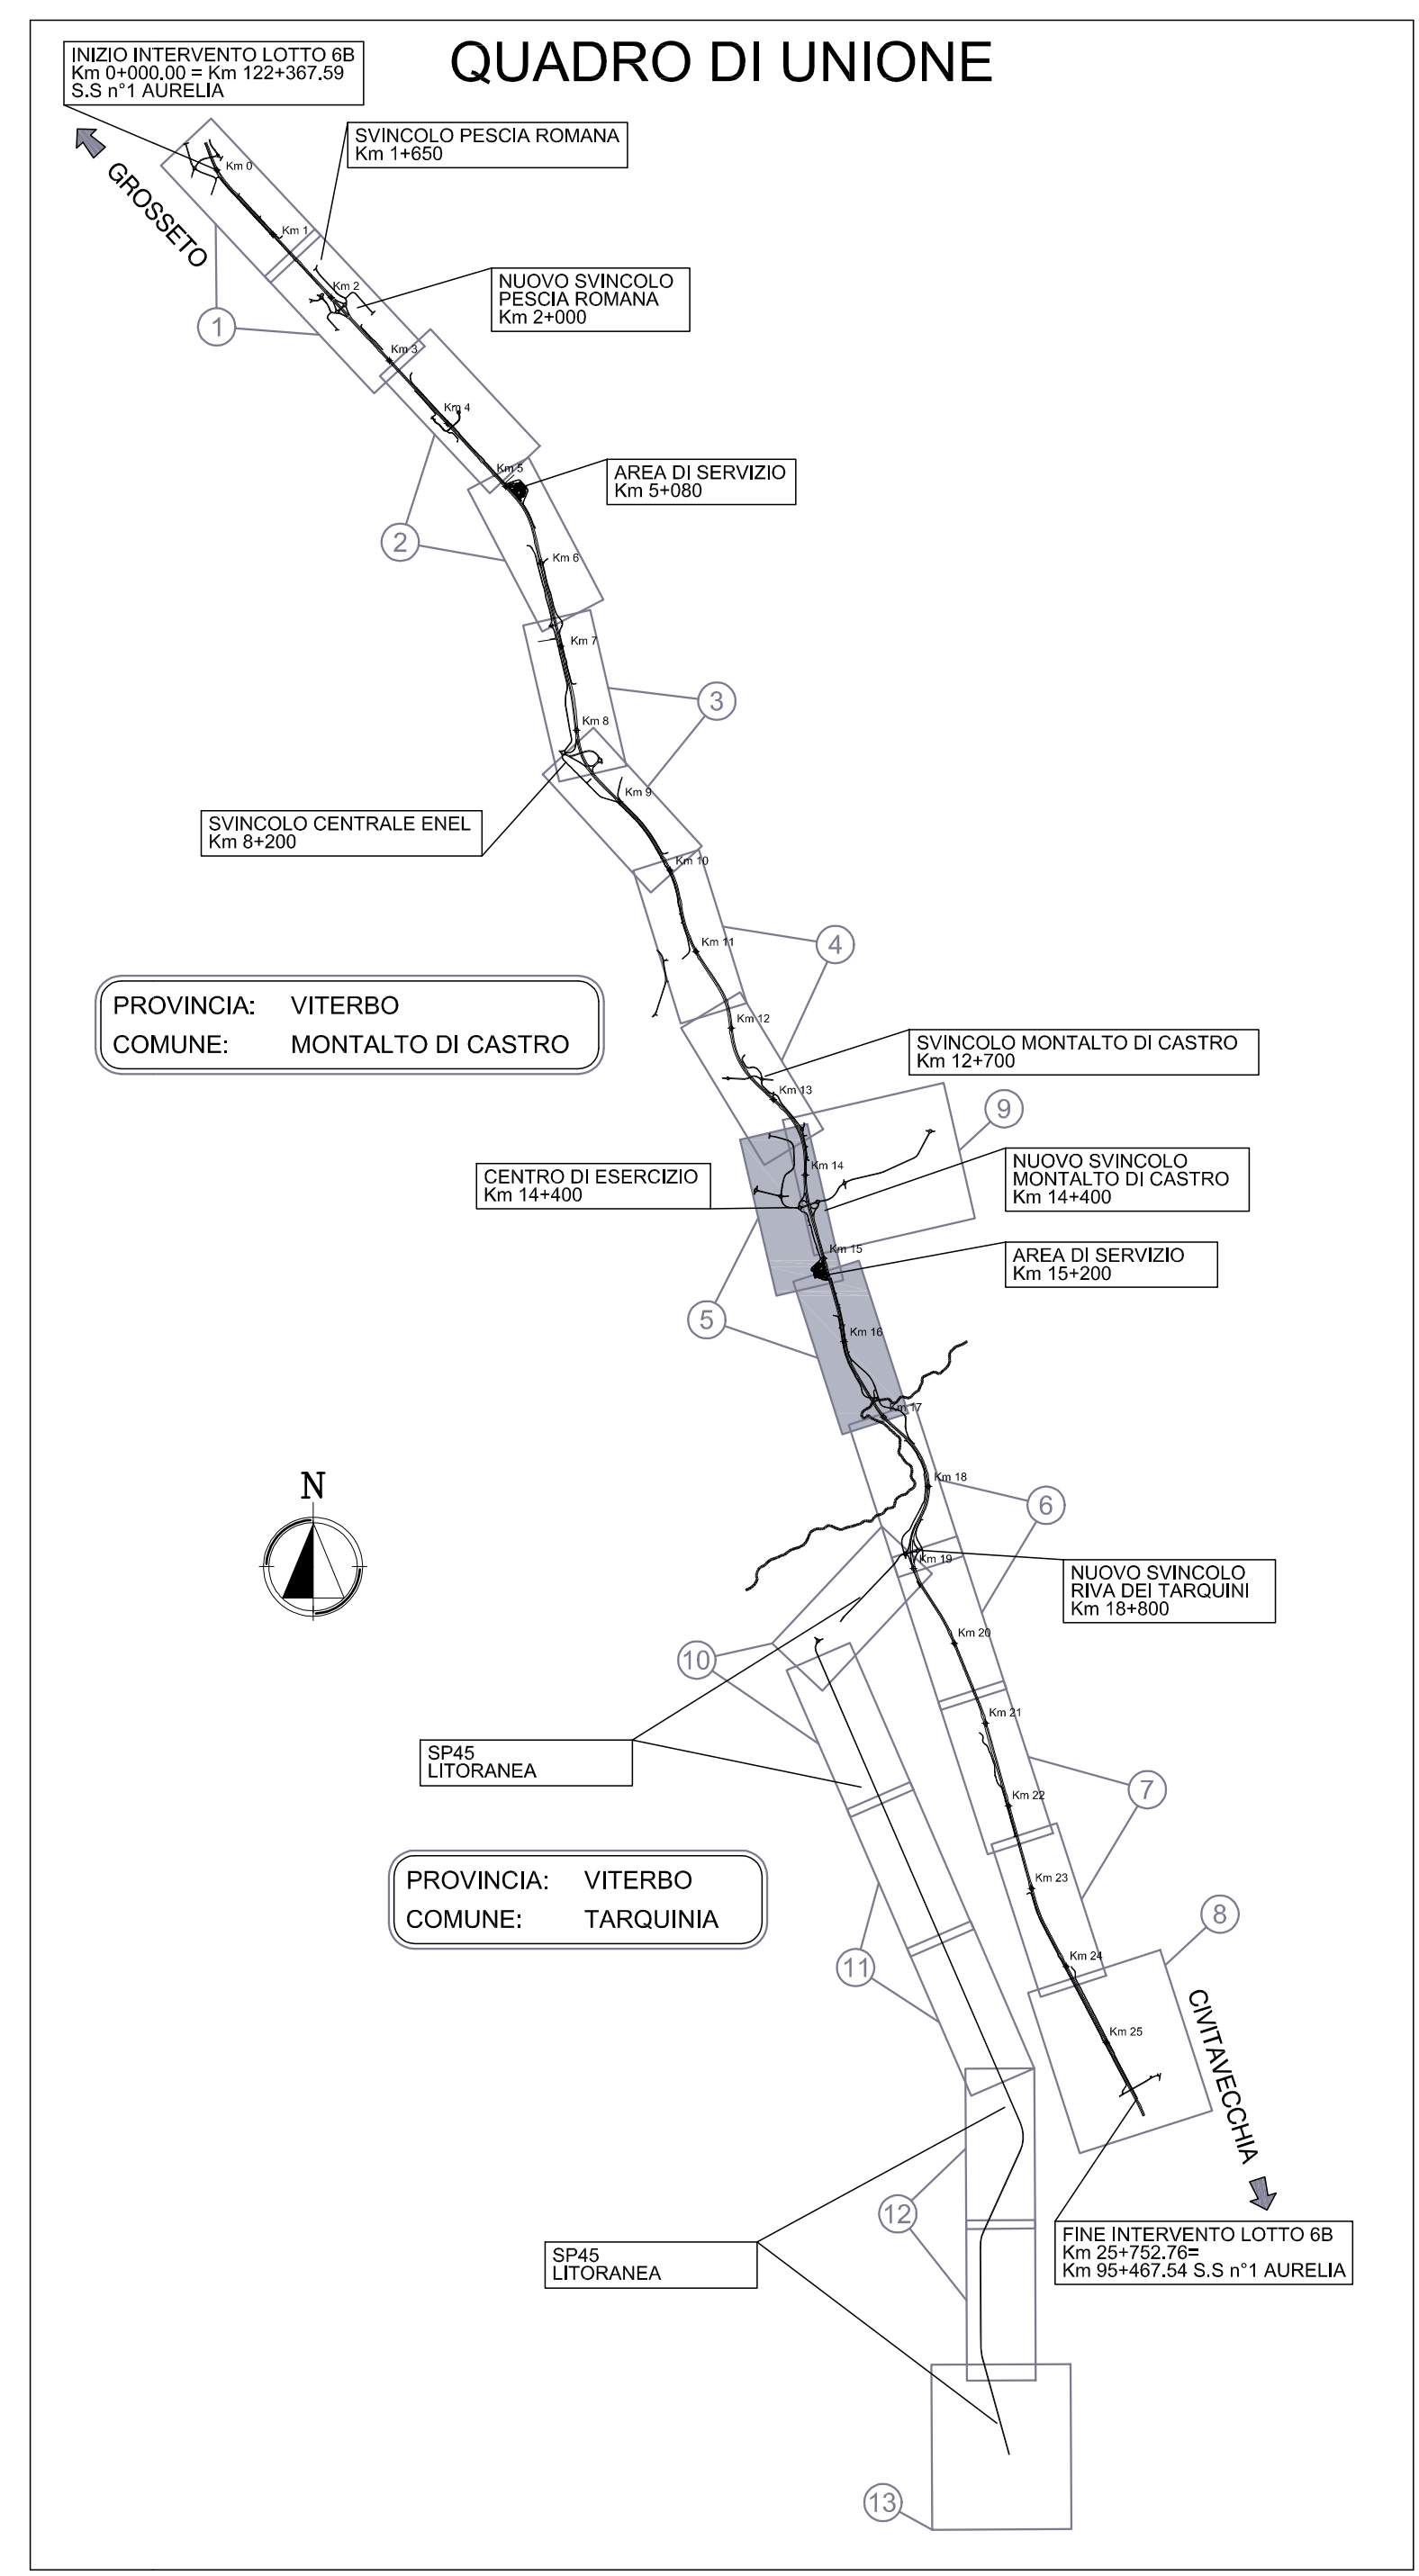 QUADRO DI UNIONE
INIZIO INTERVENTO LOTTO 6B
Km 0+000.00 = Km 122+367.59
S.S n°1 AURELIA
SVINCOLO PESCIA ROMANA
Km 1+650
GROSSETO
Km 0
Km 1
NUOVO SVINCOLO
PESCIA ROMANA
Km 2+000
Km 2
1
Km 3
Km 4
AREA DI SERVIZIO
Km 5+080
Km 5
2
Km 6
Km 7
3
Km 8
Km 9
SVINCOLO CENTRALE ENEL
Km 8+200
Km 10
Km 11
4
PROVINCIA: VITERBO
COMUNE: MONTALTO DI CASTRO
Km 12
SVINCOLO MONTALTO DI CASTRO
Km 12+700
Km 13
9
CENTRO DI ESERCIZIO
Km 14+400
Km 14
NUOVO SVINCOLO
MONTALTO DI CASTRO
Km 14+400
Km 15
AREA DI SERVIZIO
Km 15+200
5
Km 16
Km 17
N
Km 18
6
Km 19
NUOVO SVINCOLO
RIVA DEI TARQUINI
Km 18+800
Km 20
10
Km 21
SP45
LITORANEA
7
Km 22
PROVINCIA: VITERBO
COMUNE: TARQUINIA
Km 23
8
11
Km 24
CIVITAVECCHIA
Km 25
12
FINE INTERVENTO LOTTO 6B
Km 25+752.76=
Km 95+467.54 S.S n°1 AURELIA
SP45
LITORANEA
13